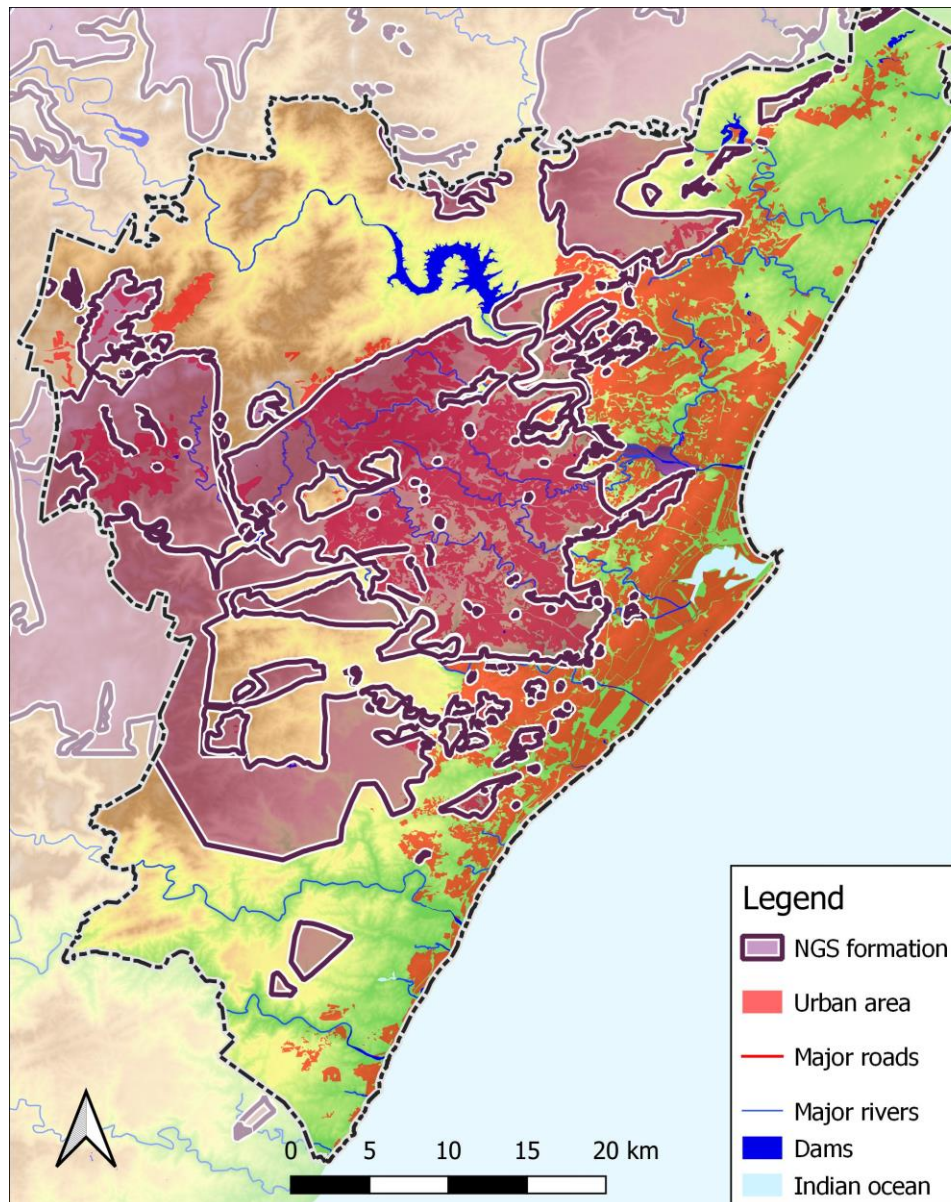 Legend
NGS formation
Urban area
Major roads
Major rivers
Dams
Indian ocean
0 5 10 15 20 km